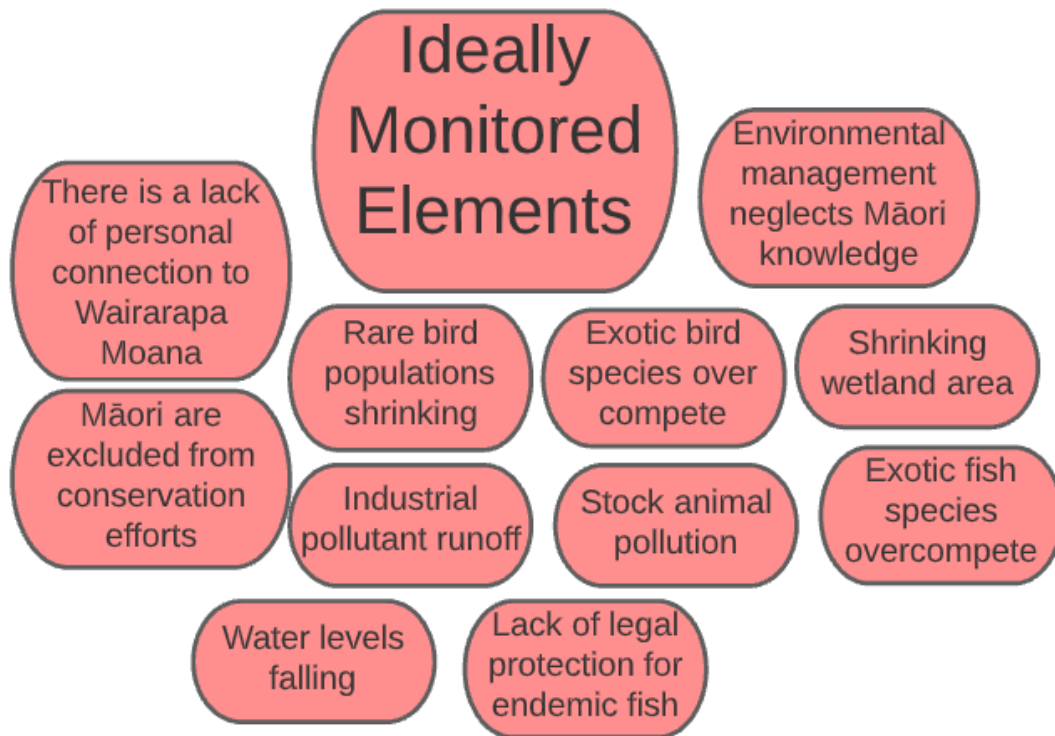 Ideally
Monitored
Elements
Environmental
management
neglects Māori
knowledge
There is a lack
of personal
connection to
Wairarapa
Moana
Rare bird
populations
shrinking
Exotic bird
species over
compete
Shrinking
wetland area
Māori are
excluded from
conservation
efforts
Industrial
pollutant runoff
Stock animal
pollution
Exotic fish
species
overcompete
Water levels
falling
Lack of legal
protection for
endemic fish